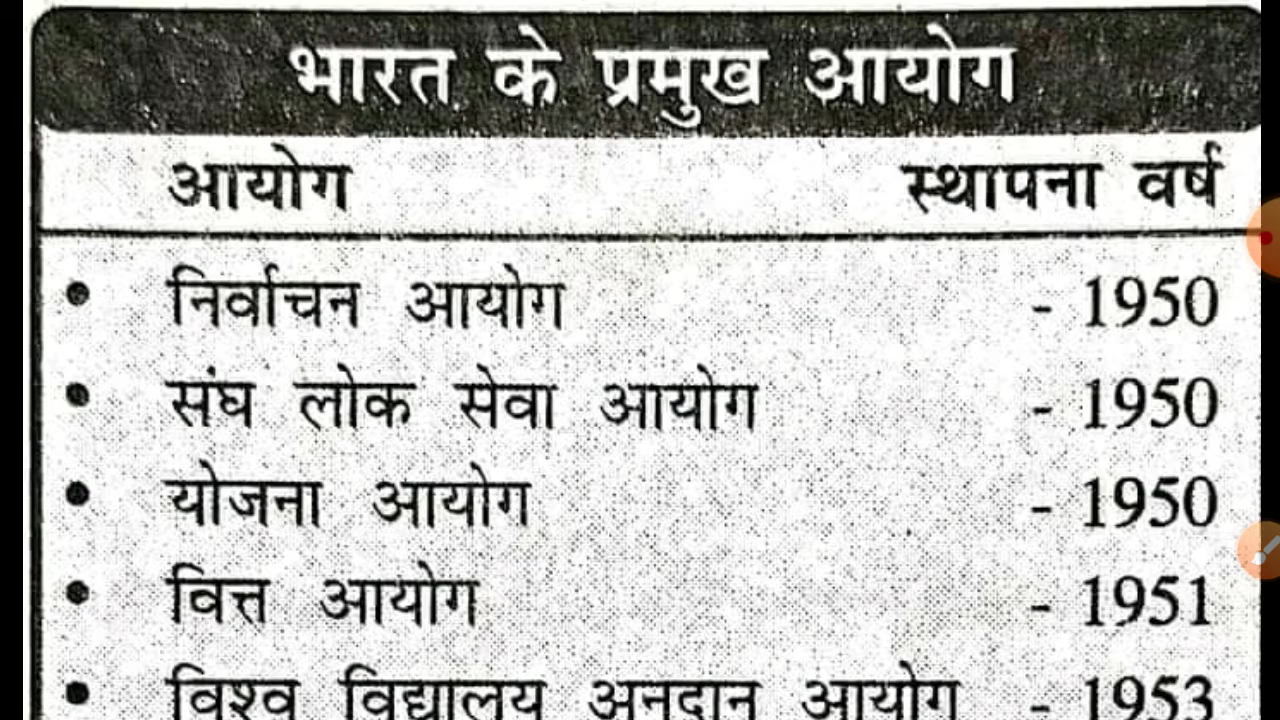 भारत के प्रमुख आयोग
आयोग स्थापना वर्ष
• निर्वाचन आयोग - 1950
• संघ लोक सेवा आयोग - 1950
• योजना आयोग - 1950
• वित्त आयोग - 1951
• विश्व विद्यालय अनुदान आयोग - 1953